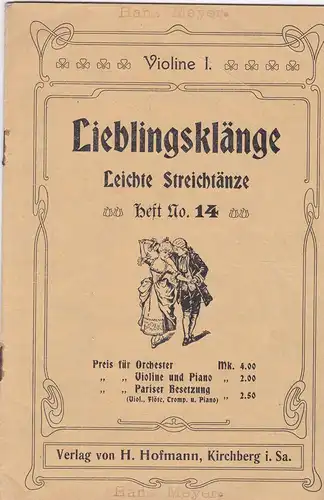 Hans Meyer.
Violine I.
Lieblingsklänge
Leichte Streichtänze
Heft No. 14
Preis für Orchester Mk. 4.00
„ „ Violine und Piano „ 2.00
„ „ Pariser Besetzung „ 2.50
(Viol., Flöte, Tromp. u. Piano)
Verlag von H. Hofmann, Kirchberg i. Sa.
Hans Meyer.